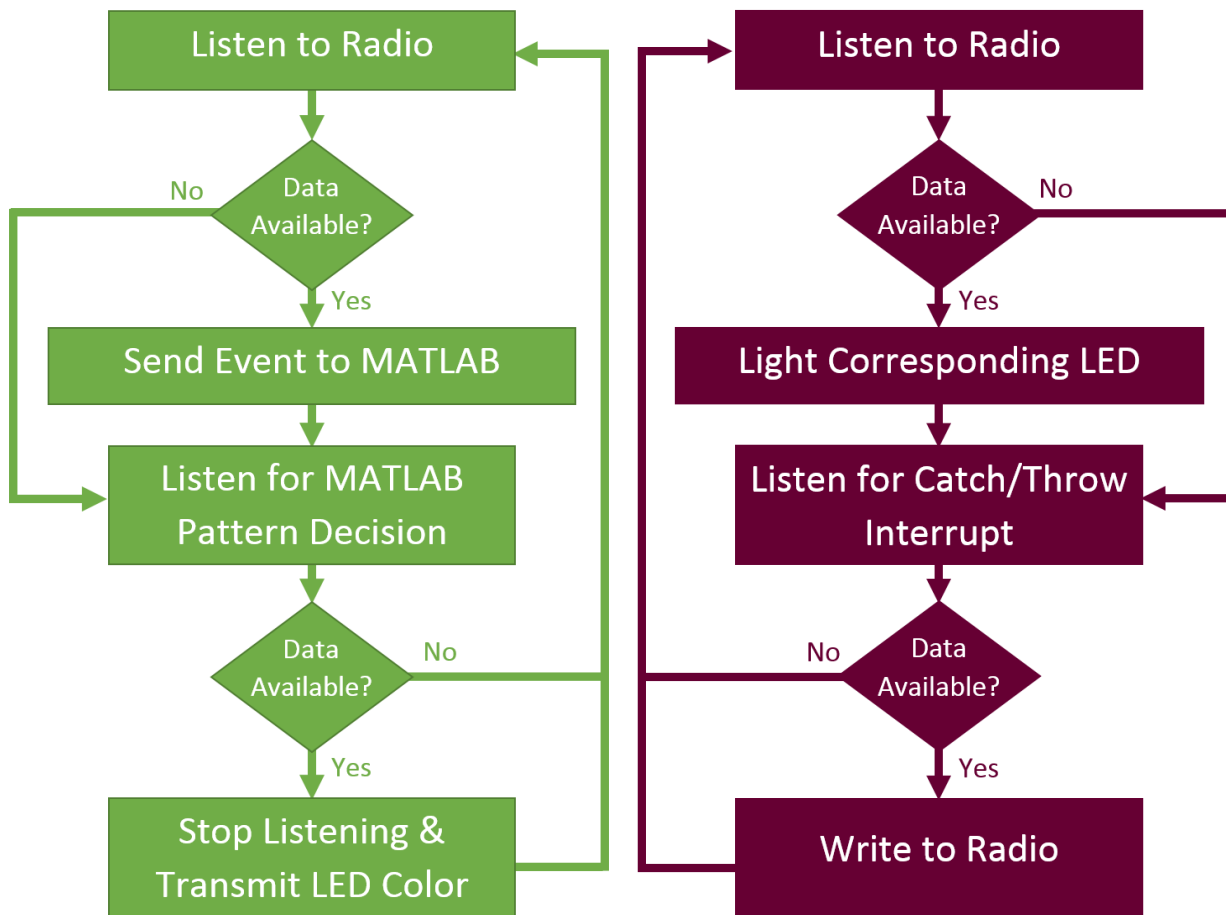 Listen to Radio
No
Data
Available?
Yes
Send Event to MATLAB
Listen for MATLAB
Pattern Decision
Data
Available?
No
Yes
Stop Listening &
Transmit LED Color
Listen to Radio
Data
Available?
No
Yes
Light Corresponding LED
Listen for Catch/Throw
Interrupt
No
Data
Available?
Yes
Write to Radio